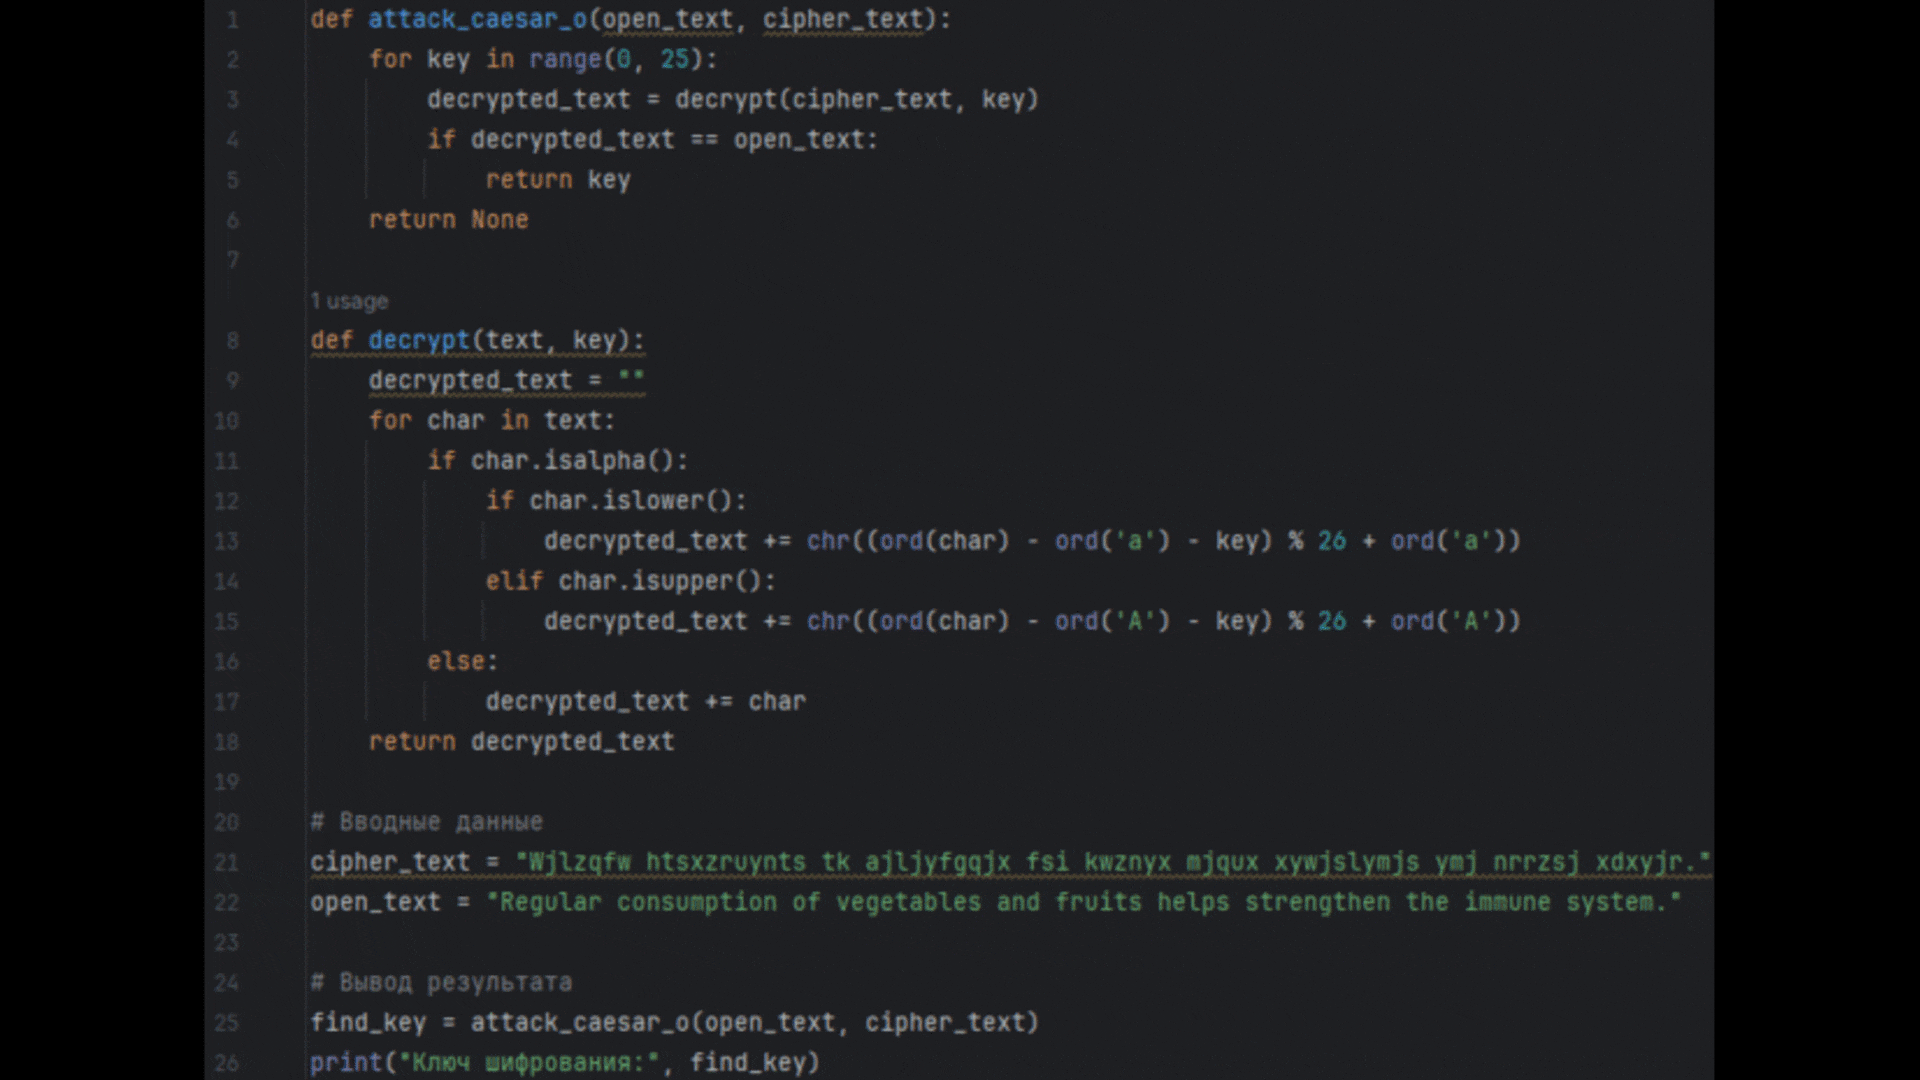 1 def attack_caesar_o(open_text, cipher_text):
2     for key in range(0, 25):
3         decrypted_text = decrypt(cipher_text, key)
4         if decrypted_text == open_text:
5             return key
6     return None
7
1 usage
8 def decrypt(text, key):
9     decrypted_text = ""
10     for char in text:
11         if char.isalpha():
12             if char.islower():
13                 decrypted_text += chr((ord(char) - ord('a') - key) % 26 + ord('a'))
14             elif char.isupper():
15                 decrypted_text += chr((ord(char) - ord('A') - key) % 26 + ord('A'))
16         else:
17             decrypted_text += char
18     return decrypted_text
19
20 # Вводные данные
21 cipher_text = "Wjlzqfw htsxzruynts tk ajljyfgqjx fsi kwznyx mjqux xywjslymjs ymj nrrzsj xdxyjr."
22 open_text = "Regular consumption of vegetables and fruits helps strengthen the immune system."
23
24 # Вывод результата
25 find_key = attack_caesar_o(open_text, cipher_text)
26 print("Ключ шифрования:", find_key)